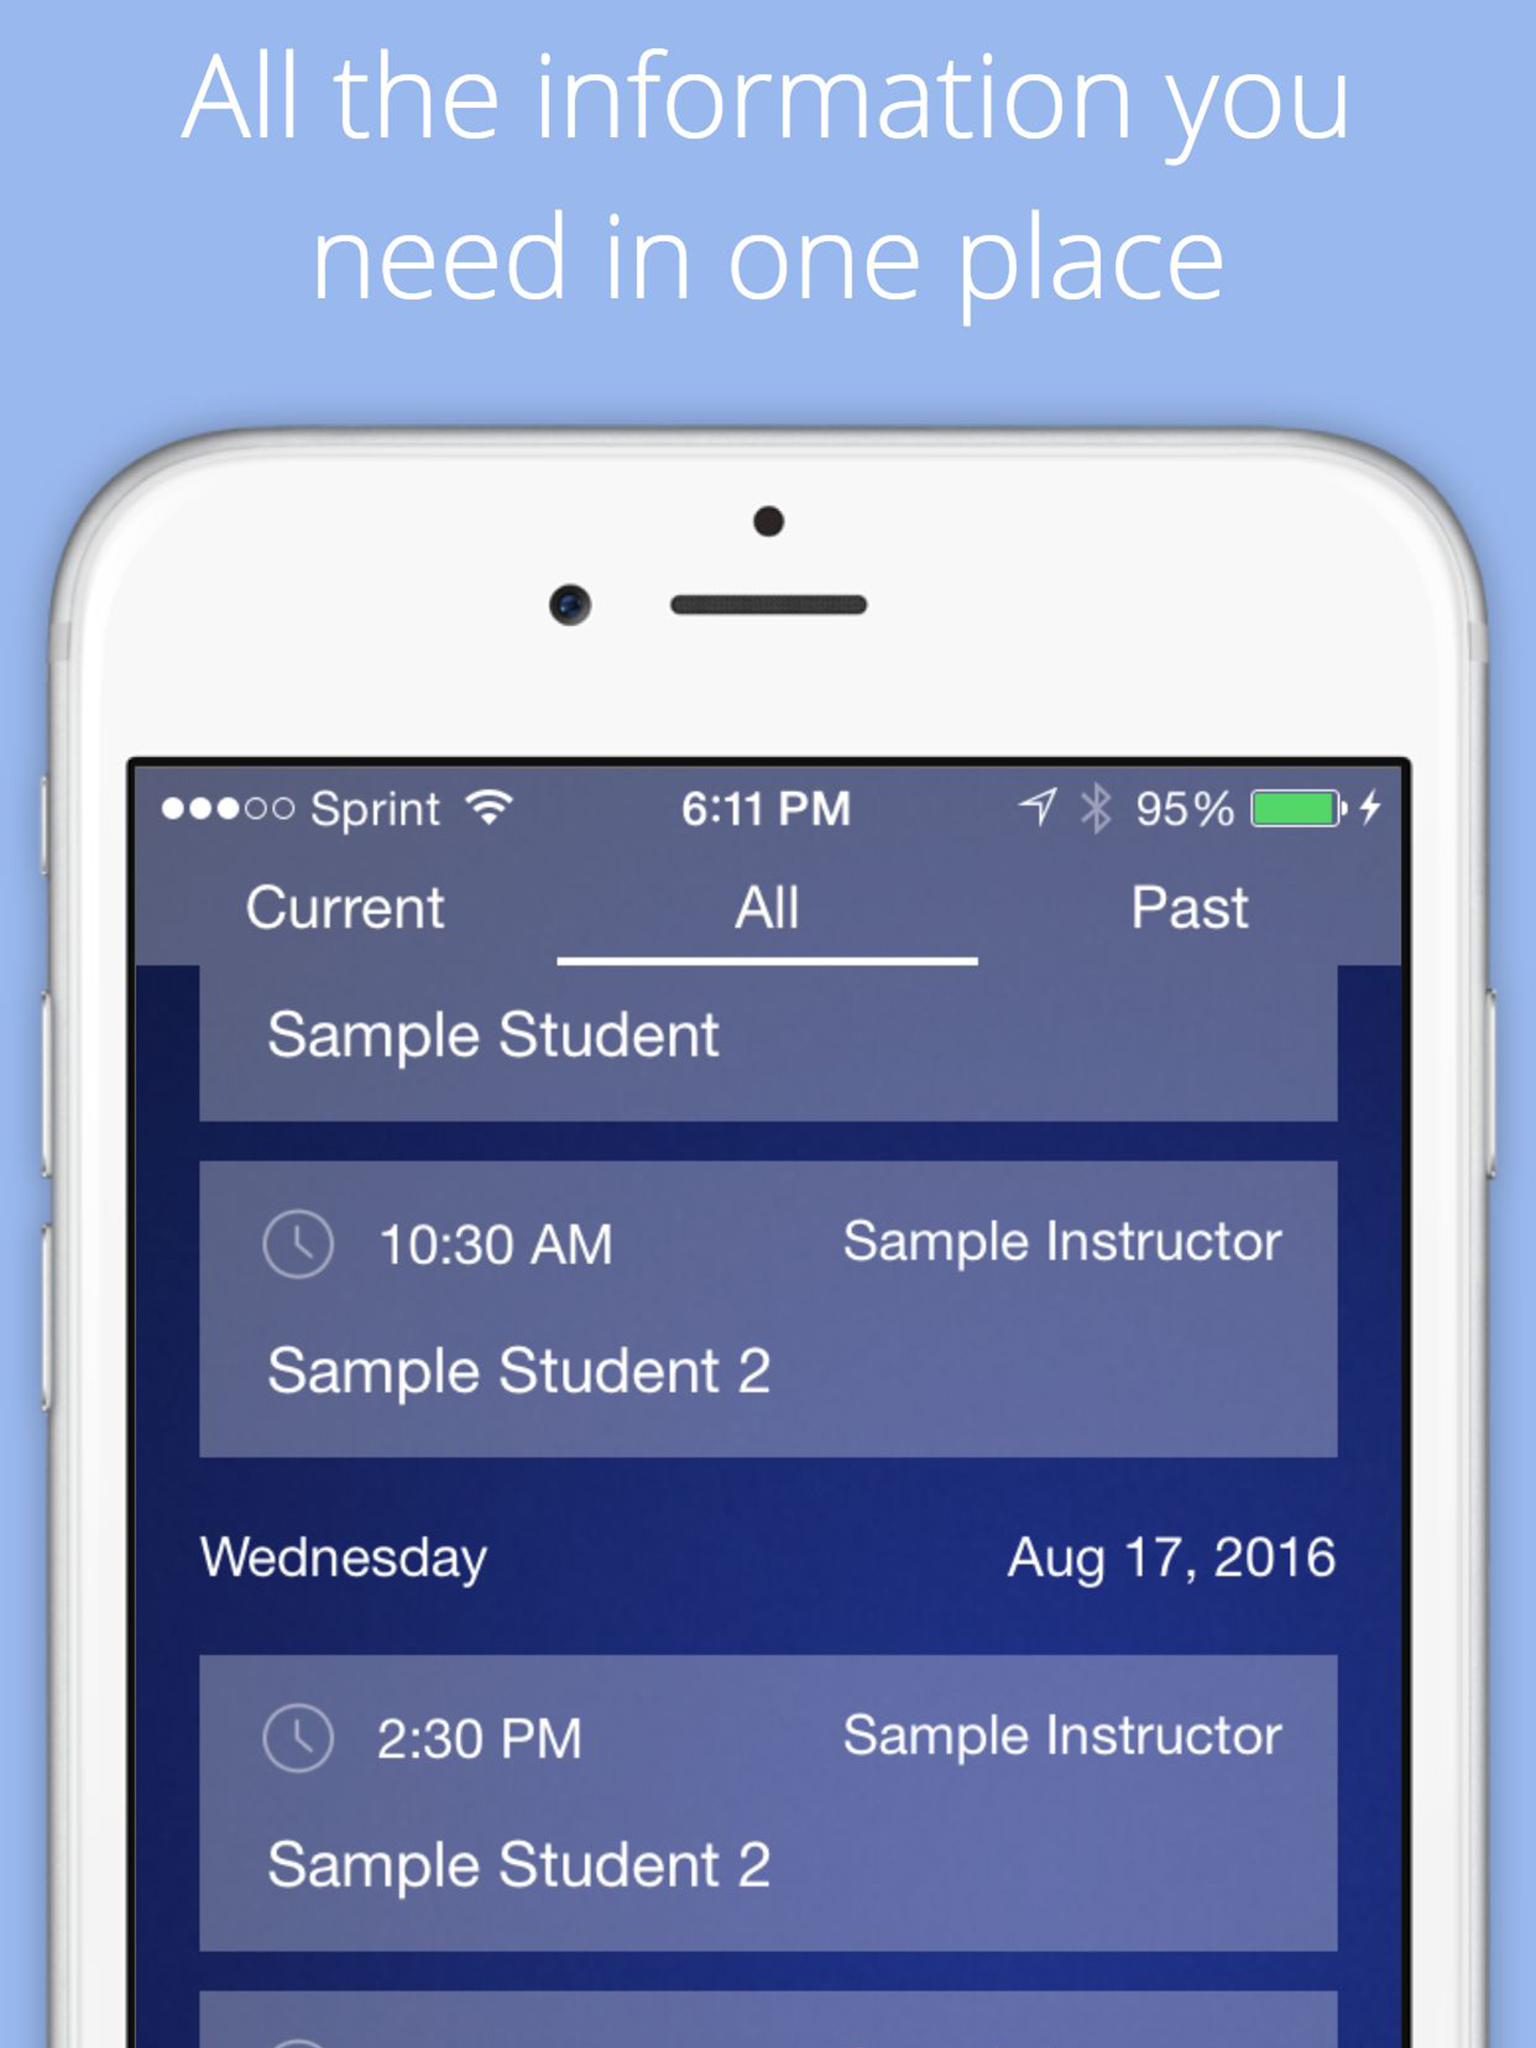 All the information you
need in one place
Sprint 6:11 PM 95%
Current All Past
Sample Student
10:30 AM Sample Instructor
Sample Student 2
Wednesday Aug 17, 2016
2:30 PM Sample Instructor
Sample Student 2